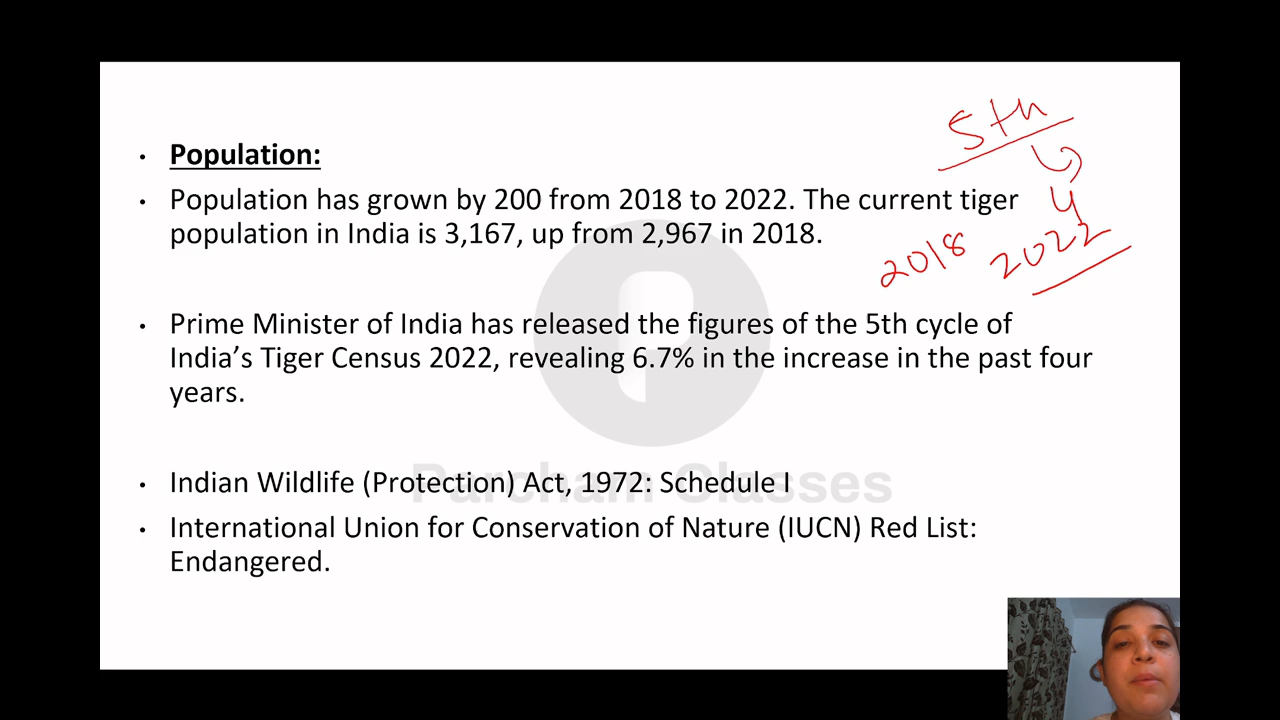 5th
4
2018 2022
• Population:
• Population has grown by 200 from 2018 to 2022. The current tiger
population in India is 3,167, up from 2,967 in 2018.
• Prime Minister of India has released the figures of the 5th cycle of
India's Tiger Census 2022, revealing 6.7% in the increase in the past four
years.
• Indian Wildlife (Protection) Act, 1972: Schedule I
Parcham Classes
• International Union for Conservation of Nature (IUCN) Red List:
Endangered.